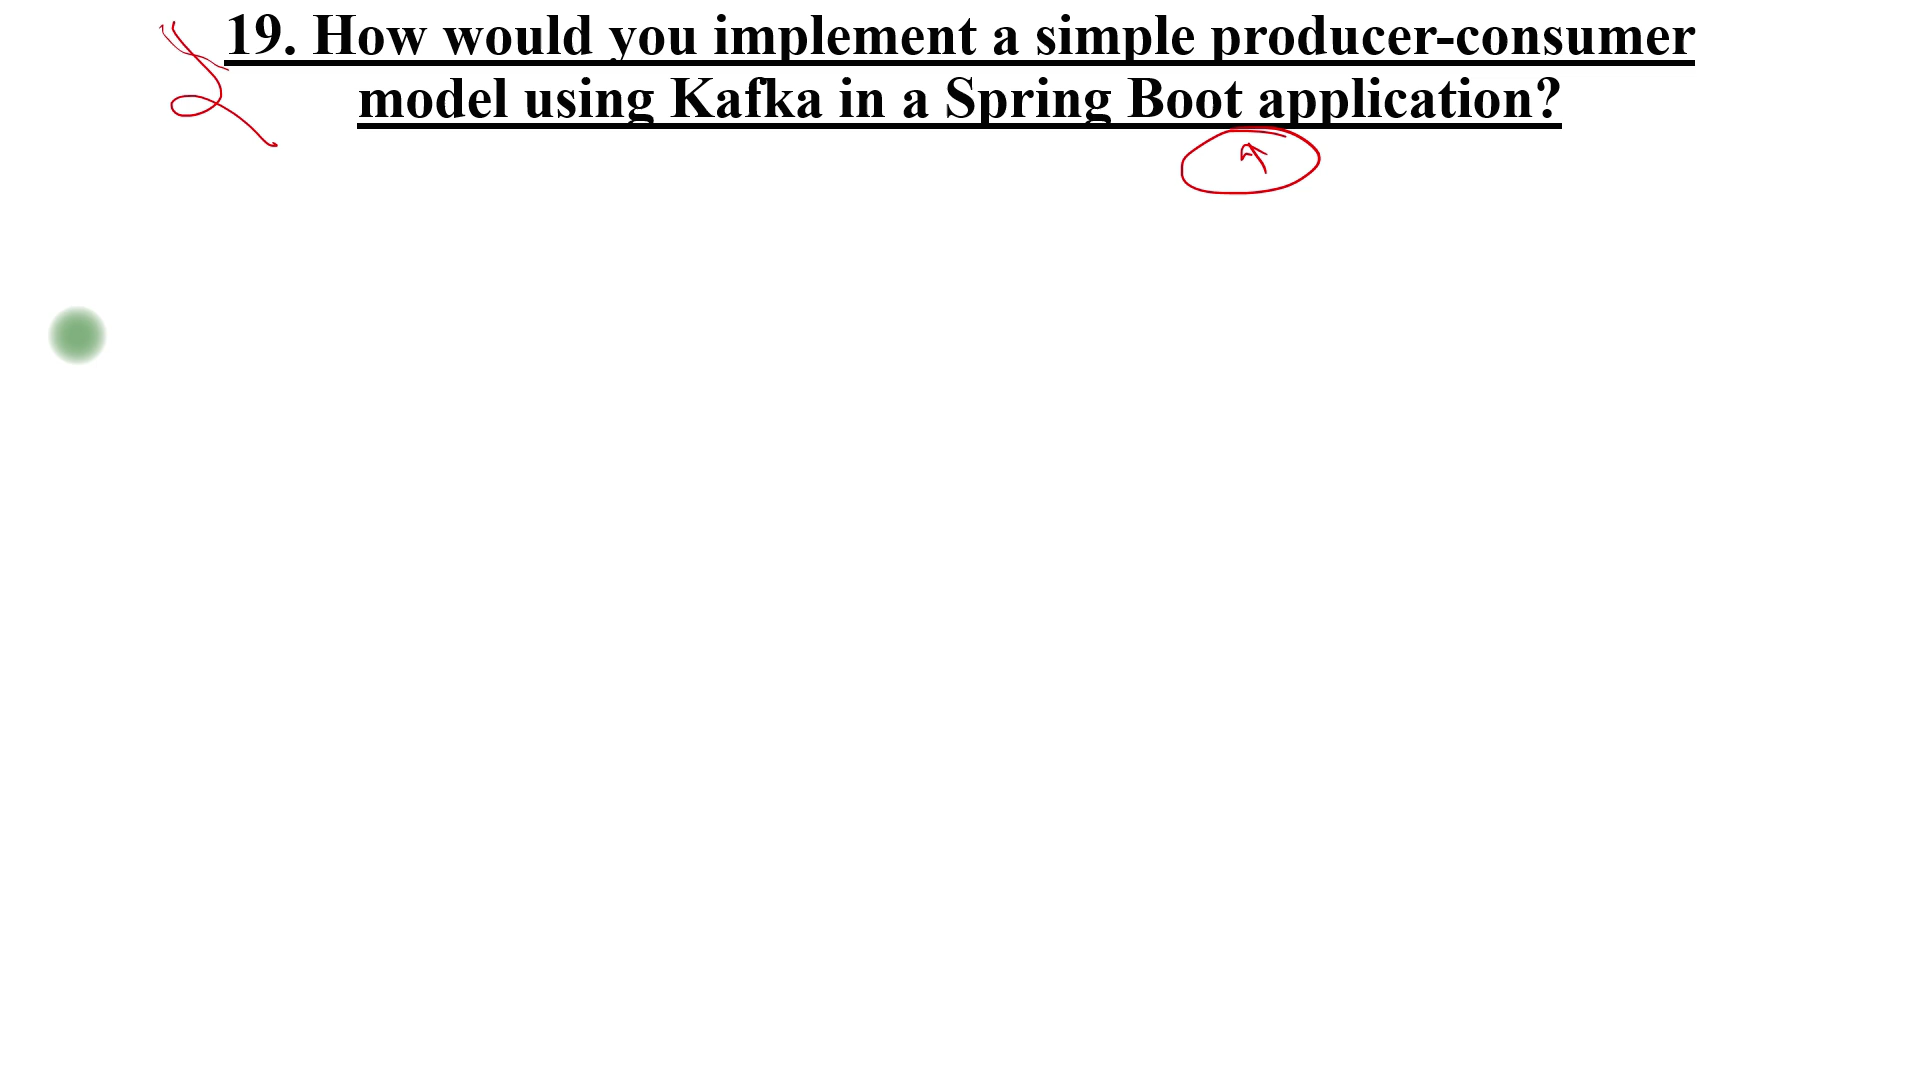 19. How would you implement a simple producer-consumer
model using Kafka in a Spring Boot application?